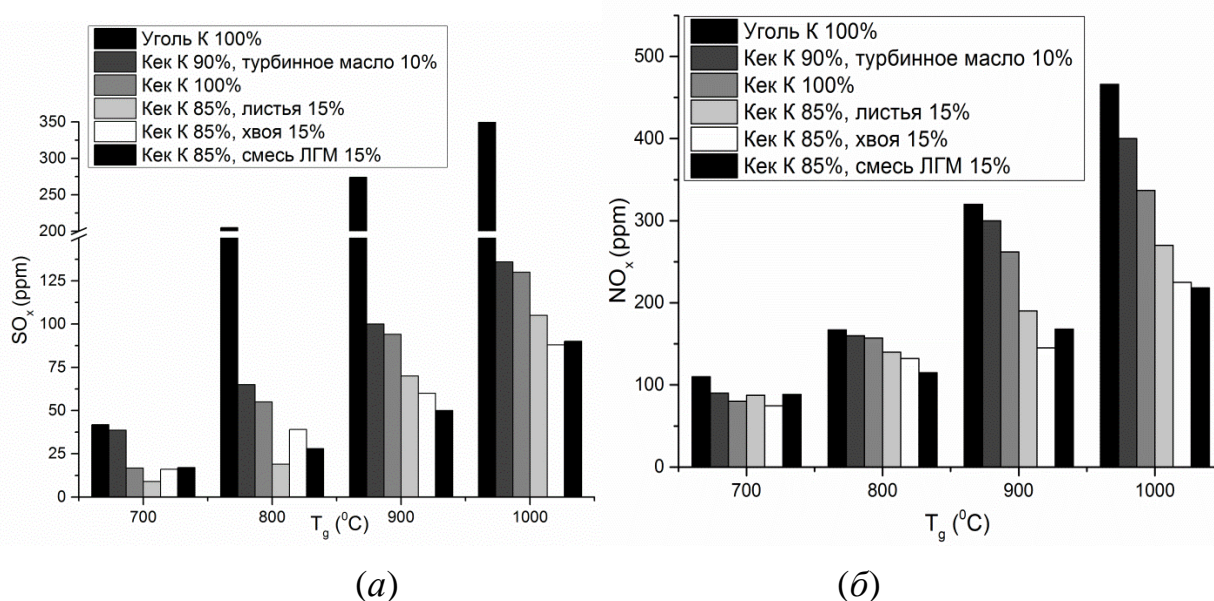 Уголь К 100%
Кек К 90%, турбинное масло 10%
Кек К 100%
Кек К 85%, листья 15%
Кек К 85%, хвоя 15%
Кек К 85%, смесь ЛГМ 15%
350
325
300
275
250
225
200
125
100
75
50
25
0
SOx (ppm)
700
800
900
1000
Tg (⁰C)
(а)
Уголь К 100%
Кек К 90%, турбинное масло 10%
Кек К 100%
Кек К 85%, листья 15%
Кек К 85%, хвоя 15%
Кек К 85%, смесь ЛГМ 15%
500
400
300
200
100
0
NOx (ppm)
700
800
900
1000
Tg (⁰C)
(б)